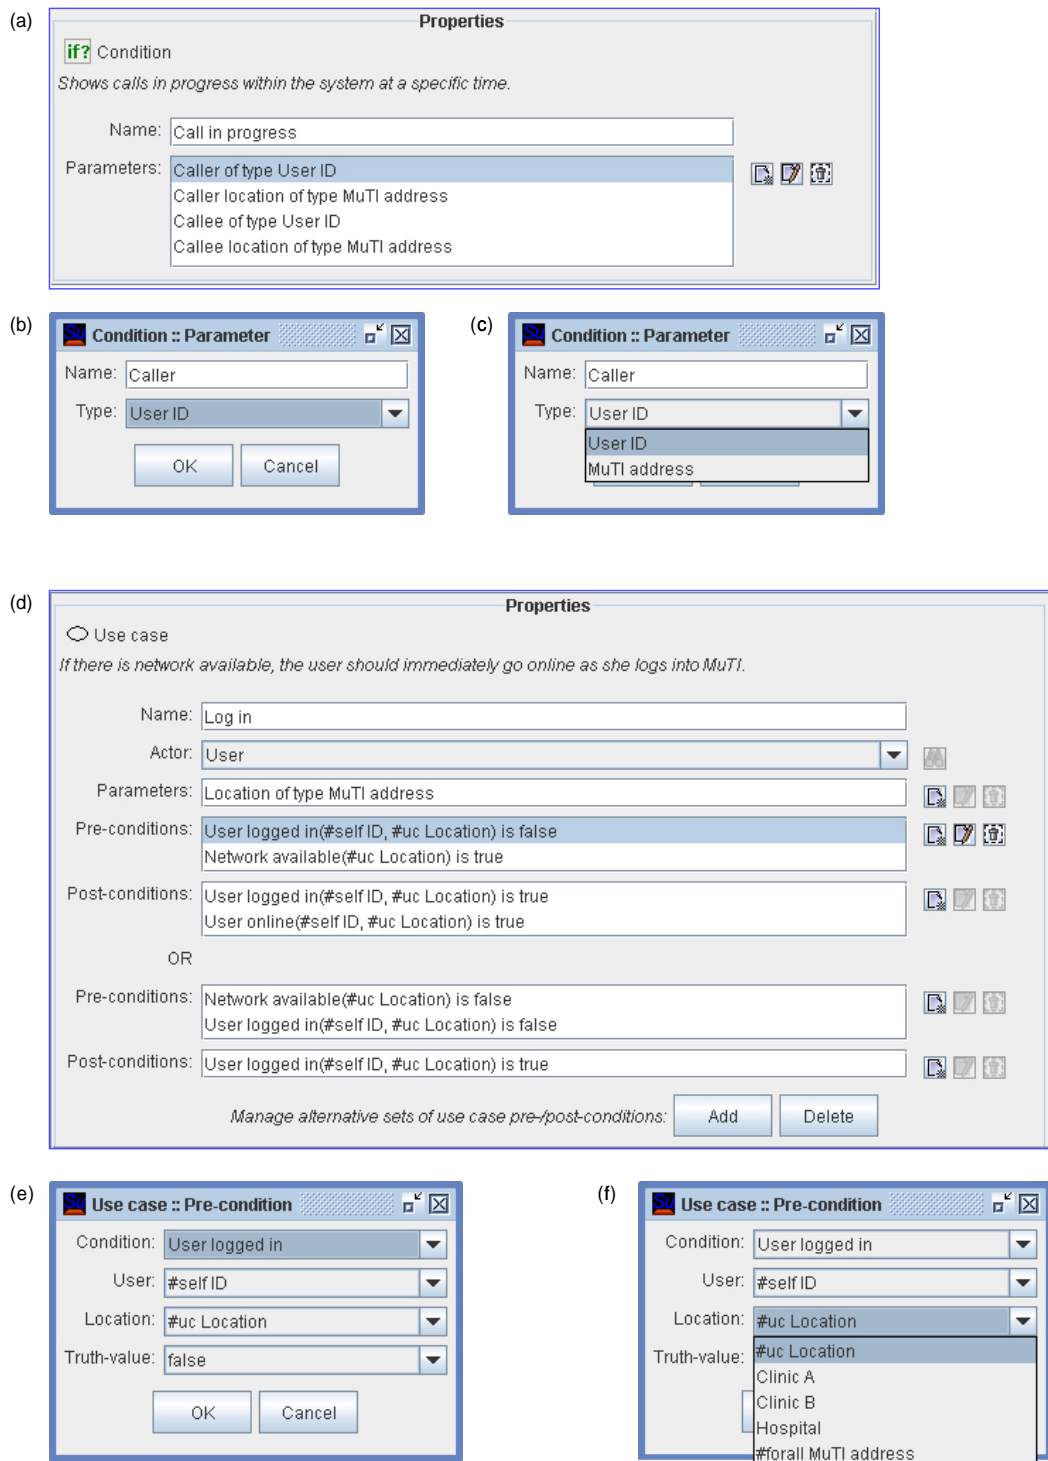 (a)
Properties
if? Condition
Shows calls in progress within the system at a specific time.
Name: Call in progress
Parameters: Caller of type User ID
Caller location of type MuTI address
Callee of type User ID
Callee location of type MuTI address
(b)
Condition :: Parameter
Name: Caller
Type: User ID
OK Cancel
(c)
Condition :: Parameter
Name: Caller
Type: User ID
User ID
MuTI address
(d)
Properties
Use case
If there is network available, the user should immediately go online as she logs into MuTI.
Name: Log in
Actor: User
Parameters: Location of type MuTI address
Pre-conditions: User logged in(#self ID, #uc Location) is false
Network available(#uc Location) is true
Post-conditions: User logged in(#self ID, #uc Location) is true
User online(#self ID, #uc Location) is true
OR
Pre-conditions: Network available(#uc Location) is false
User logged in(#self ID, #uc Location) is false
Post-conditions: User logged in(#self ID, #uc Location) is true
Manage alternative sets of use case pre-/post-conditions: Add Delete
(e)
Use case :: Pre-condition
Condition: User logged in
User: #self ID
Location: #uc Location
Truth-value: false
OK Cancel
(f)
Use case :: Pre-condition
Condition: User logged in
User: #self ID
Location: #uc Location
Truth-value: #uc Location
Clinic A
Clinic B
Hospital
#forall MuTI address